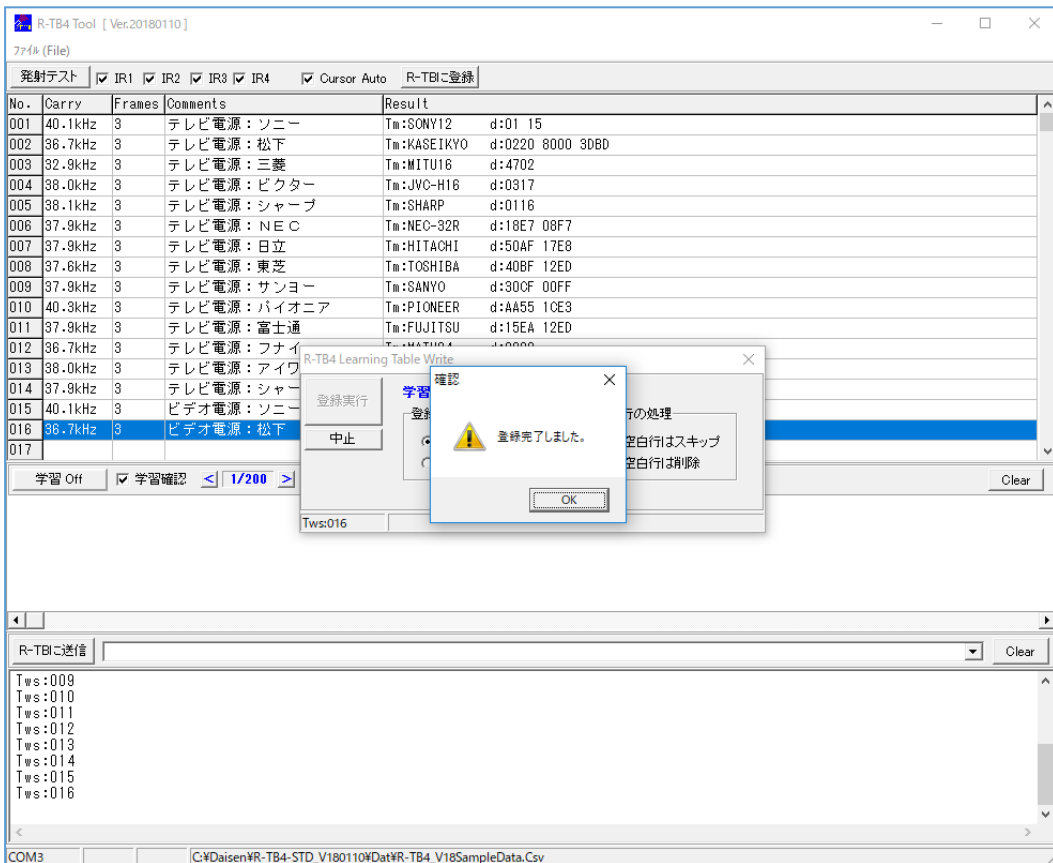 R-TB4 Tool [ Ver.20180110 ]
ファイル (File)
発射テスト IR1 IR2 IR3 IR4 Cursor Auto R-TBに登録
No. Carry Frames Comments Result
001 40.1kHz 3 テレビ電源：ソニー Tm:SONY12 d:01 15
002 36.7kHz 3 テレビ電源：松下 Tm:KASEIKYO d:0220 8000 3DBD
003 32.9kHz 3 テレビ電源：三菱 Tm:MITU16 d:4702
004 38.0kHz 3 テレビ電源：ビクター Tm:JVC-H16 d:0317
005 38.1kHz 3 テレビ電源：シャープ Tm:SHARP d:0116
006 37.9kHz 3 テレビ電源：ＮＥＣ Tm:NEC-32R d:18E7 08F7
007 37.9kHz 3 テレビ電源：日立 Tm:HITACHI d:50AF 17E8
008 37.6kHz 3 テレビ電源：東芝 Tm:TOSHIBA d:40BF 12ED
009 37.9kHz 3 テレビ電源：サンヨー Tm:SANYO d:30CF 00FF
010 40.3kHz 3 テレビ電源：パイオニア Tm:PIONEER d:AA55 1CE3
011 37.9kHz 3 テレビ電源：富士通 Tm:FUJITSU d:15EA 12ED
012 36.7kHz 3 テレビ電源：フナイ
013 38.0kHz 3 テレビ電源：アイワ
014 37.9kHz 3 テレビ電源：シャー
015 40.1kHz 3 ビデオ電源：ソニー
016 36.7kHz 3 ビデオ電源：松下
017
R-TB4 Learning Table Write
登録実行
中止
学習
登録
行の処理
空白行はスキップ
空白行は削除
Tws:016
確認
登録完了しました。
OK
学習 Off 学習確認 < 1/200 > Clear
R-TBに送信 Clear
Tws:009
Tws:010
Tws:011
Tws:012
Tws:013
Tws:014
Tws:015
Tws:016
COM3 C:¥Daisen¥R-TB4-STD_V180110¥Dat¥R-TB4_V18SampleData.Csv